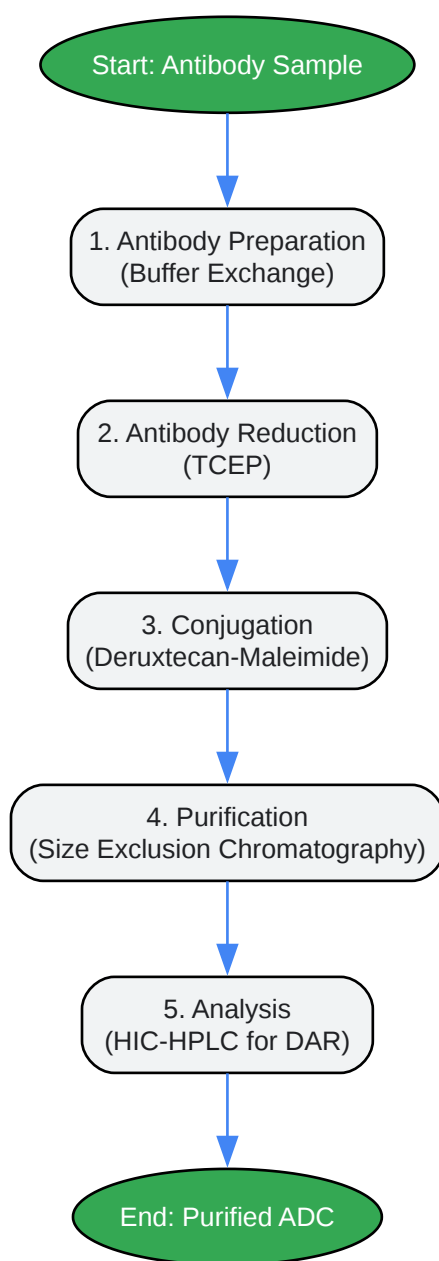 Start: Antibody Sample
1. Antibody Preparation
(Buffer Exchange)
2. Antibody Reduction
(TCEP)
3. Conjugation
(Deruxtecan-Maleimide)
4. Purification
(Size Exclusion Chromatography)
5. Analysis
(HIC-HPLC for DAR)
End: Purified ADC